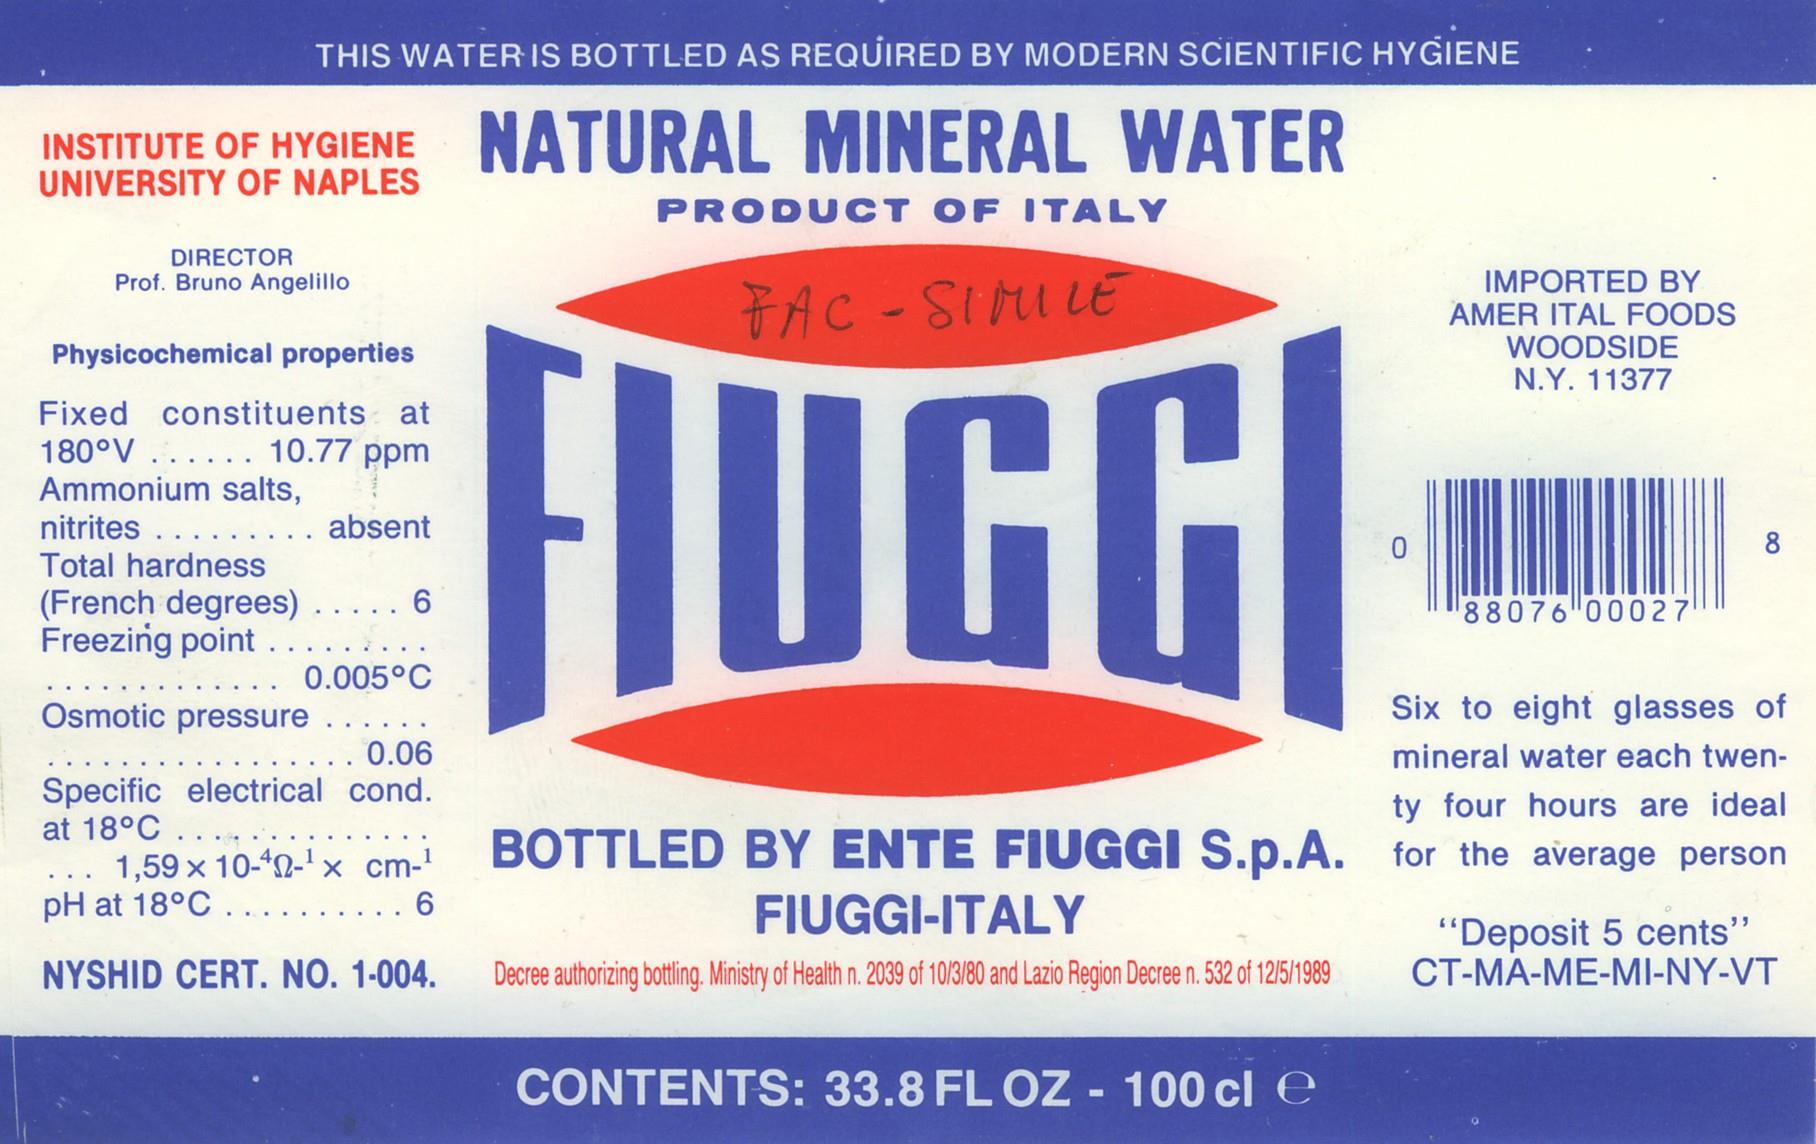 THIS WATER IS BOTTLED AS REQUIRED BY MODERN SCIENTIFIC HYGIENE
INSTITUTE OF HYGIENE
UNIVERSITY OF NAPLES
DIRECTOR
Prof. Bruno Angelillo
Physicochemical properties
Fixed constituents at
180°V ...... 10.77 ppm
Ammonium salts,
nitrites ......... absent
Total hardness
(French degrees) ..... 6
Freezing point .........
............. 0.005°C
Osmotic pressure ......
................. 0.06
Specific electrical cond.
at 18°C ..............
... 1,59 × 10-⁴Ω-¹ × cm-¹
pH at 18°C .......... 6
NYSHID CERT. NO. 1-004.
NATURAL MINERAL WATER
PRODUCT OF ITALY
FAC-SIMILE
FIUGGI
BOTTLED BY ENTE FIUGGI S.p.A.
FIUGGI-ITALY
Decree authorizing bottling. Ministry of Health n. 2039 of 10/3/80 and Lazio Region Decree n. 532 of 12/5/1989
IMPORTED BY
AMER ITAL FOODS
WOODSIDE
N.Y. 11377
0 88076 00027 8
Six to eight glasses of
mineral water each twen-
ty four hours are ideal
for the average person
“Deposit 5 cents”
CT-MA-ME-MI-NY-VT
CONTENTS: 33.8 FL OZ - 100 cl ℮